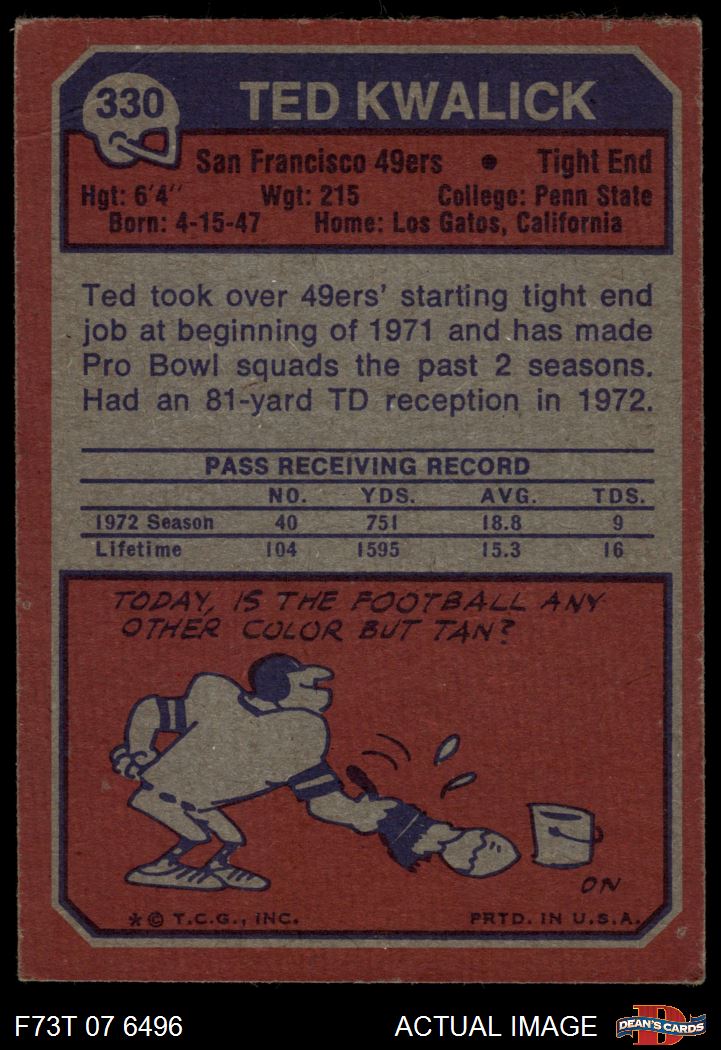 330
TED KWALICK
San Francisco 49ers • Tight End
Hgt: 6'4" Wgt: 215 College: Penn State
Born: 4-15-47 Home: Los Gatos, California
Ted took over 49ers' starting tight end
job at beginning of 1971 and has made
Pro Bowl squads the past 2 seasons.
Had an 81-yard TD reception in 1972.
PASS RECEIVING RECORD
NO. YDS. AVG. TDS.
1972 Season 40 751 18.8 9
Lifetime 104 1595 15.3 16
TODAY, IS THE FOOTBALL ANY
OTHER COLOR BUT TAN?
ON
* © T.C.G., INC. PRTD. IN U.S.A.
F73T 07 6496 ACTUAL IMAGE D DEAN'S CARDS